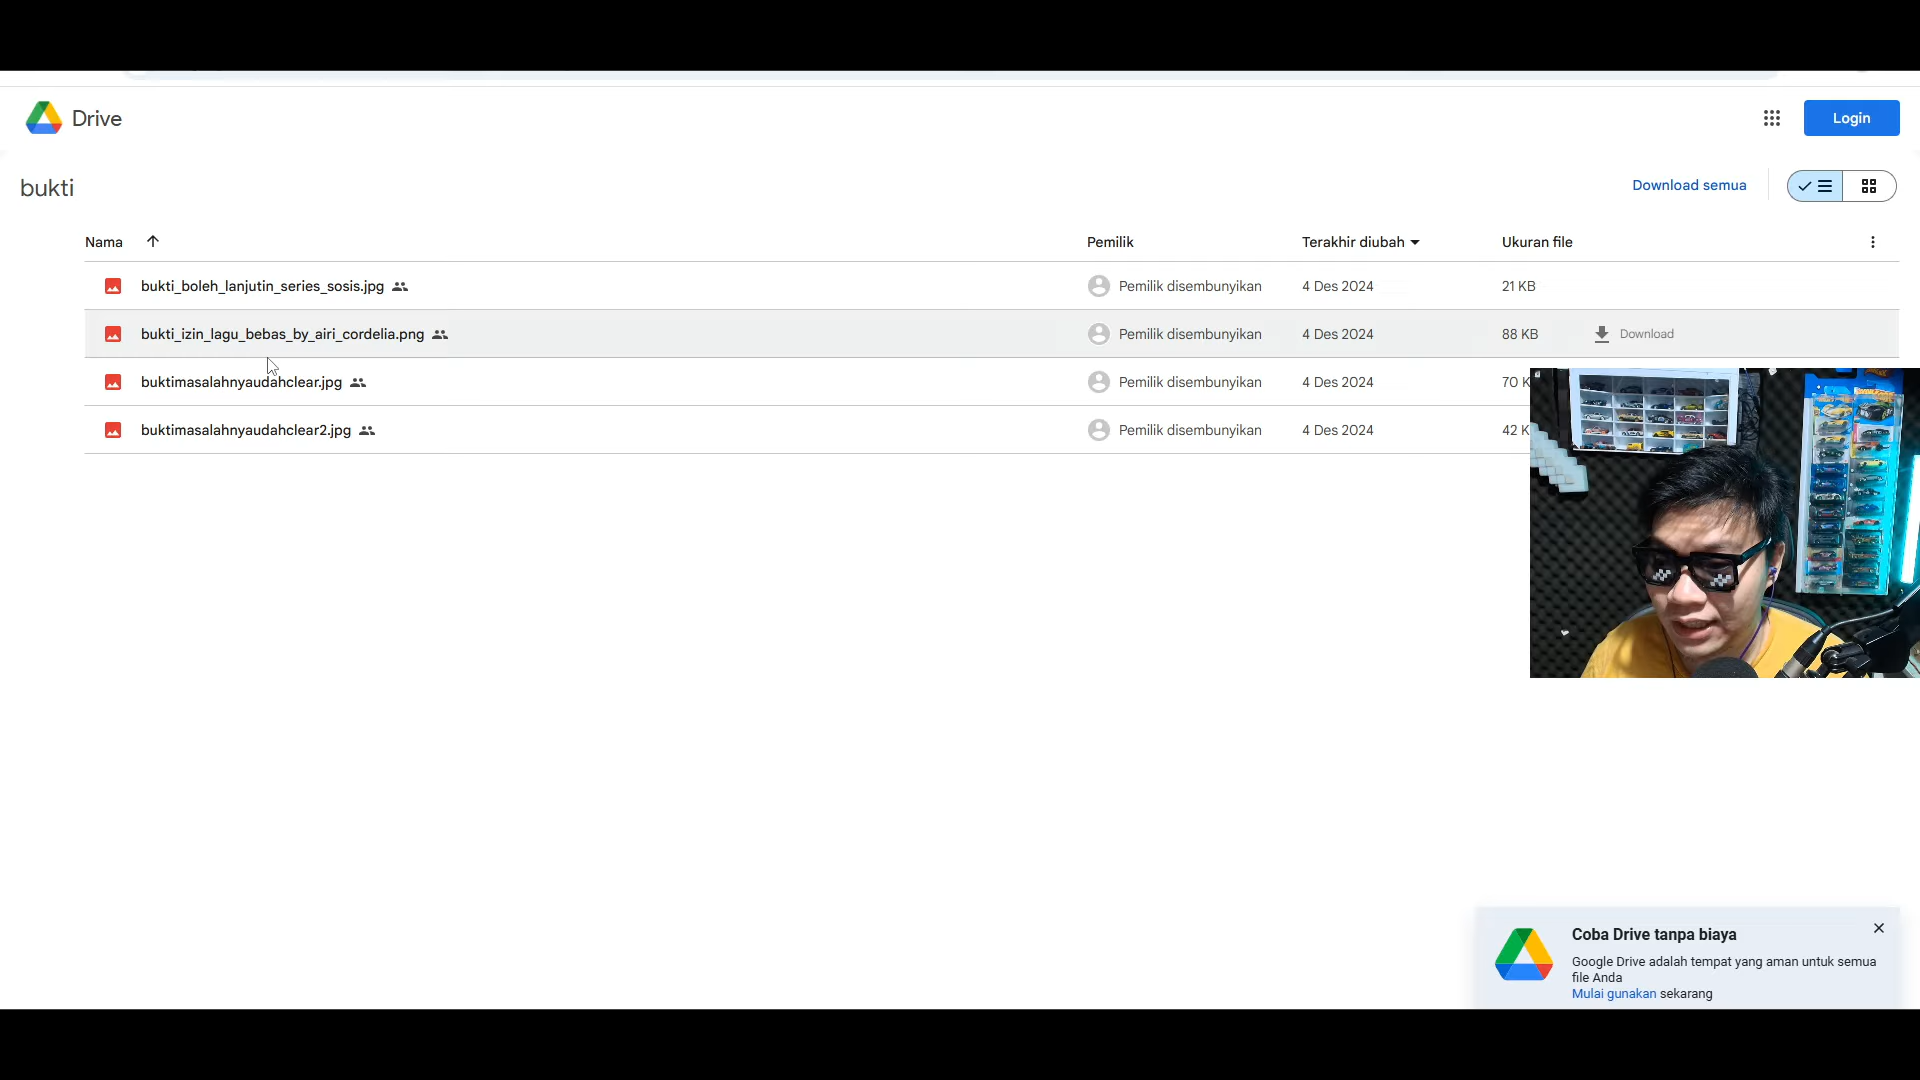 Drive
Login
bukti
Download semua
Nama
Pemilik
Terakhir diubah
Ukuran file
bukti_boleh_lanjutin_series_sosis.jpg
Pemilik disembunyikan
4 Des 2024
21 KB
bukti_izin_lagu_bebas_by_airi_cordelia.png
Pemilik disembunyikan
4 Des 2024
88 KB
Download
buktimasalahnyaudahclear.jpg
Pemilik disembunyikan
4 Des 2024
70 K
buktimasalahnyaudahclear2.jpg
Pemilik disembunyikan
4 Des 2024
42 K
Coba Drive tanpa biaya
Google Drive adalah tempat yang aman untuk semua
file Anda
Mulai gunakan sekarang